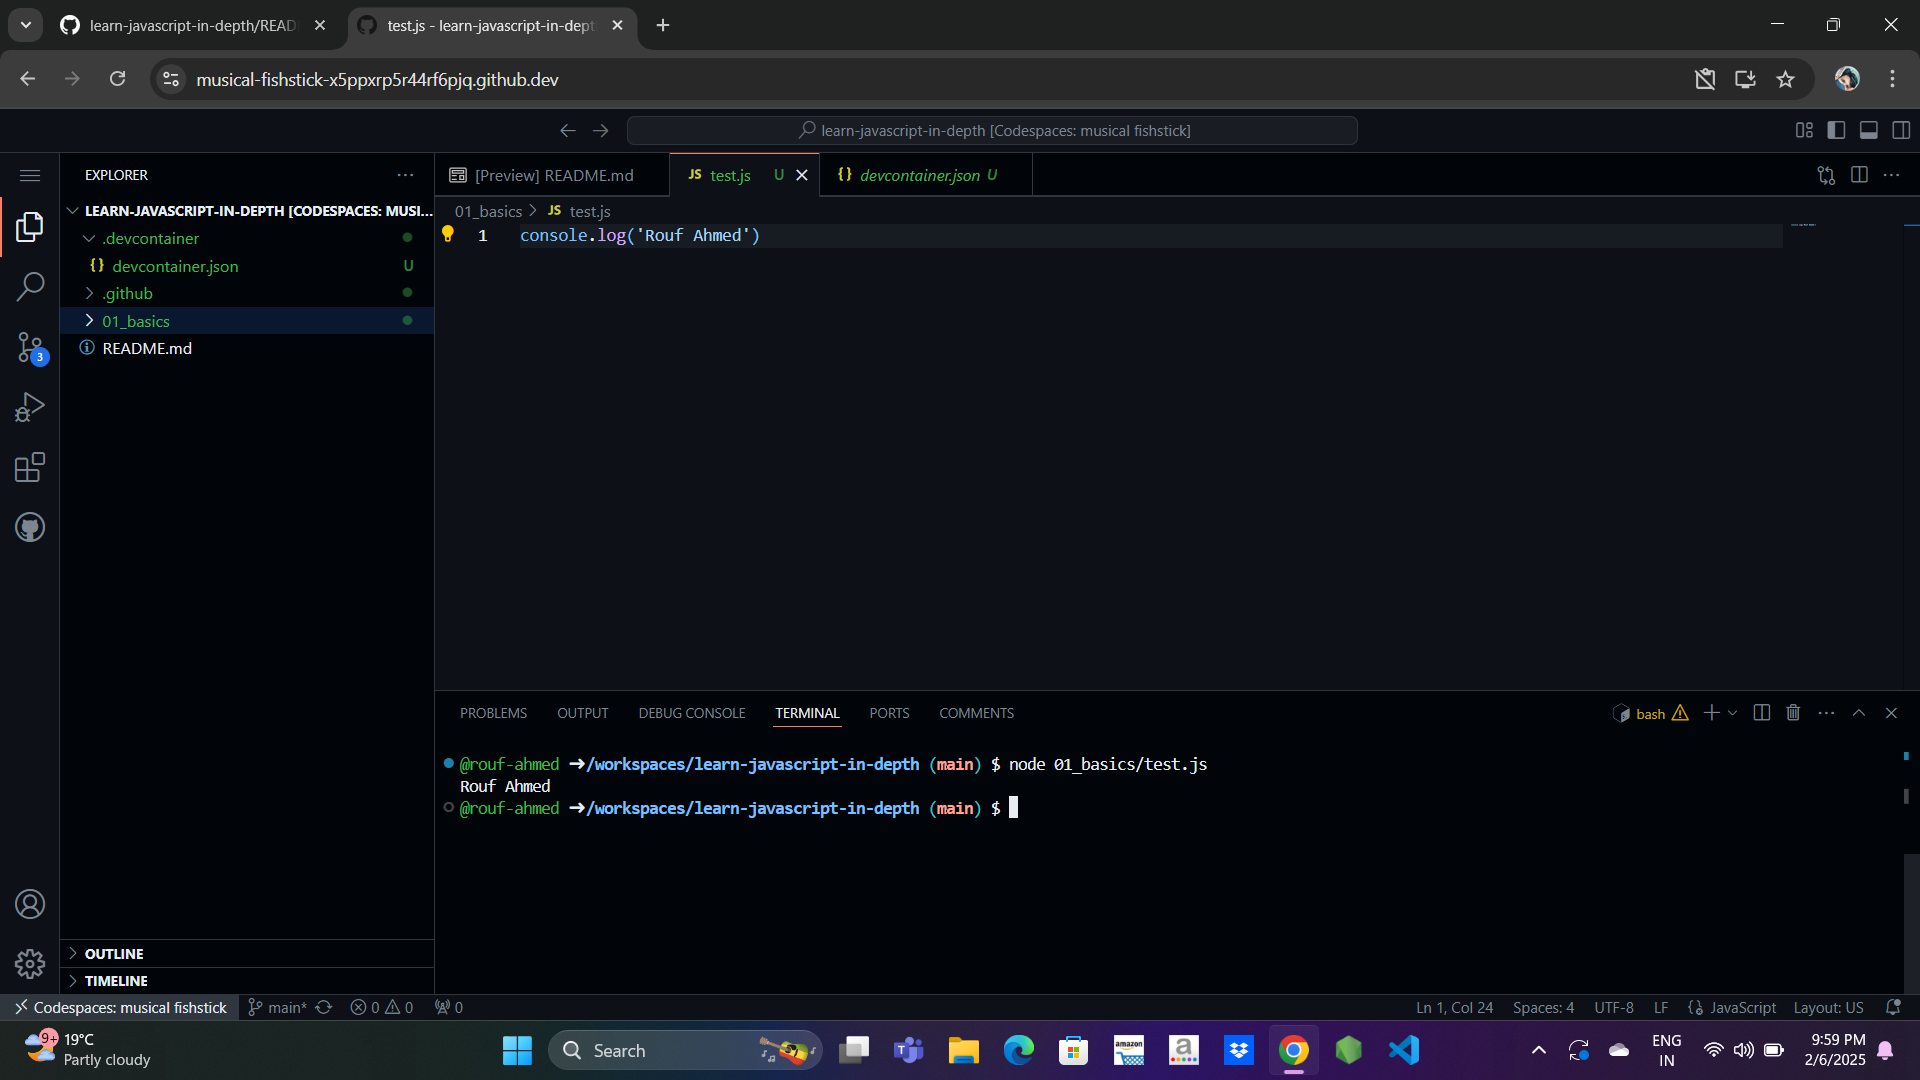 learn-javascript-in-depth/READ
test.js - learn-javascript-in-dept
musical-fishstick-x5ppxrp5r44rf6pjq.github.dev
learn-javascript-in-depth [Codespaces: musical fishstick]
EXPLORER
LEARN-JAVASCRIPT-IN-DEPTH [CODESPACES: MUSI...
.devcontainer
{} devcontainer.json U
.github
01_basics
README.md
3
[Preview] README.md
JS test.js U
{} devcontainer.json U
01_basics > JS test.js
1 console.log('Rouf Ahmed')
PROBLEMS OUTPUT DEBUG CONSOLE TERMINAL PORTS COMMENTS
bash
@rouf-ahmed ➜/workspaces/learn-javascript-in-depth (main) $ node 01_basics/test.js
Rouf Ahmed
@rouf-ahmed ➜/workspaces/learn-javascript-in-depth (main) $
OUTLINE
TIMELINE
Codespaces: musical fishstick main* 0 0 0
Ln 1, Col 24 Spaces: 4 UTF-8 LF {} JavaScript Layout: US
9+
19°C
Partly cloudy
Search
amazon
a
ENG
IN
9:59 PM
2/6/2025